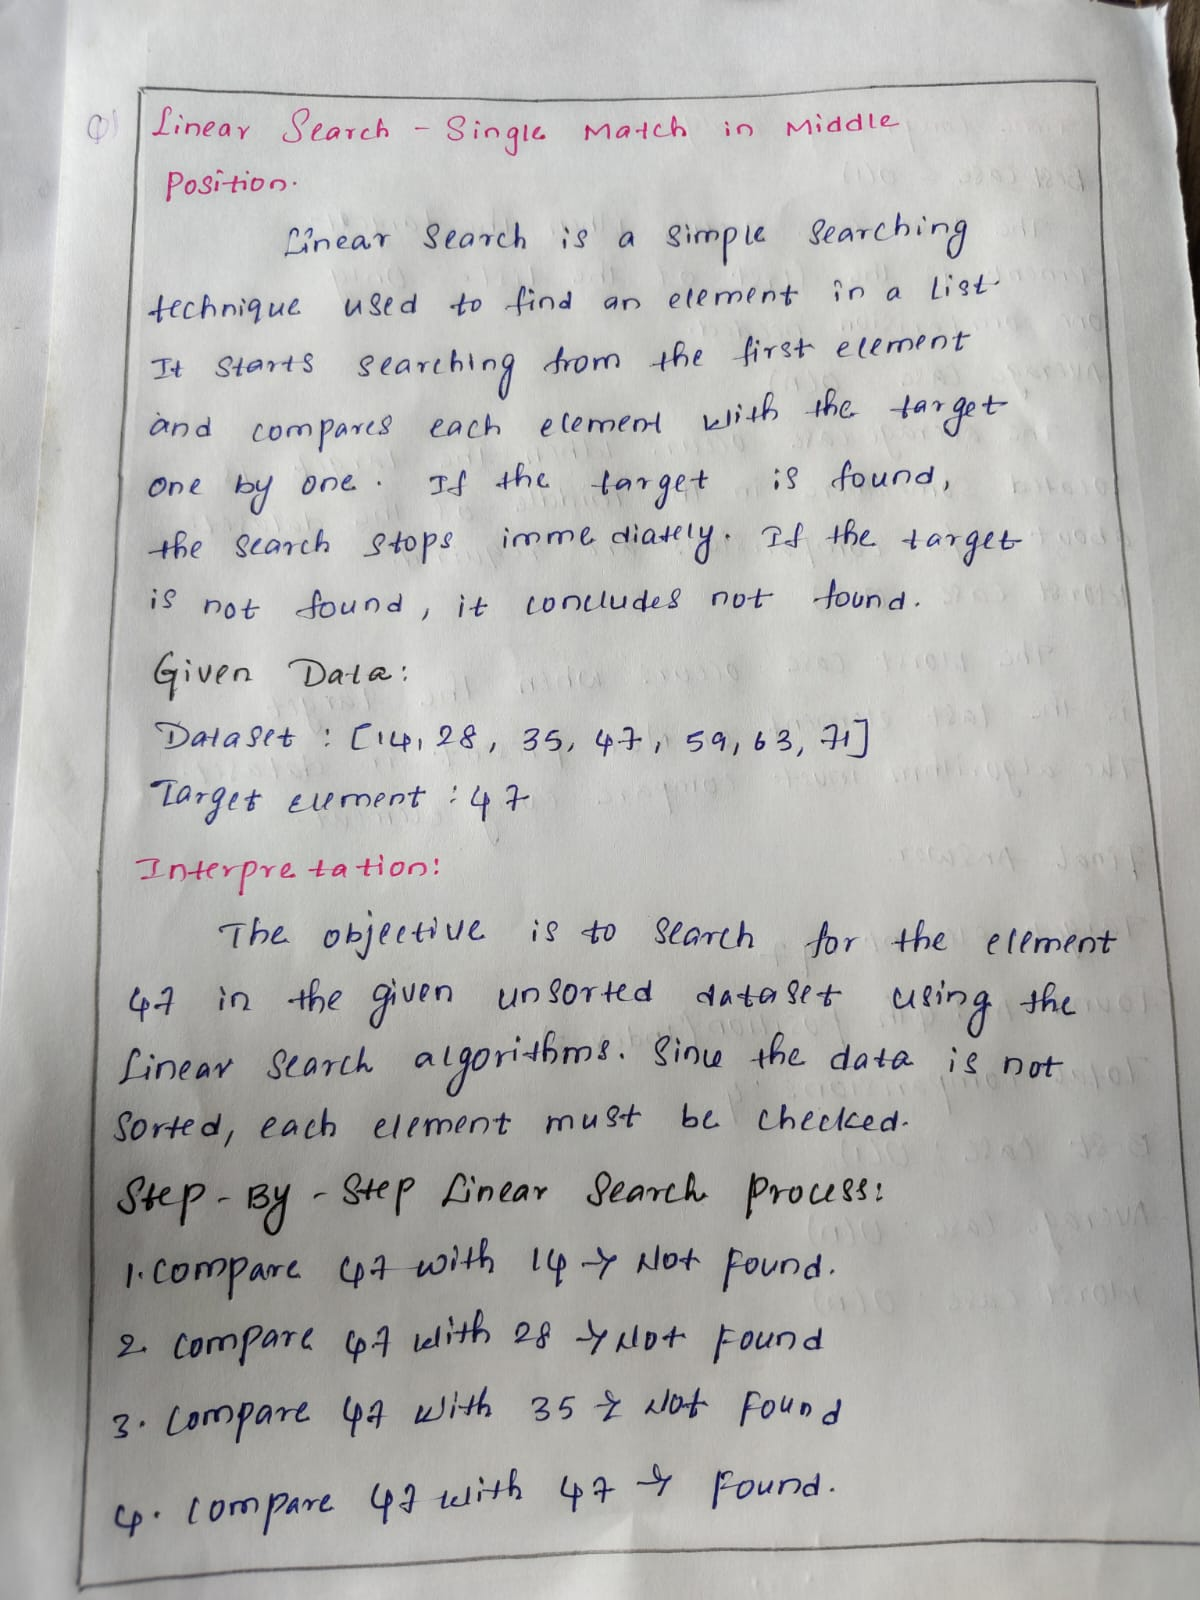 Q1
Linear Search - Single Match in Middle
Position.
Linear Search is a simple searching
technique used to find an element in a List.
It starts searching from the first element
and compares each element with the target
one by one. If the target is found,
the search stops immediately. If the target
is not found, it concludes not found.
Given Data:
Dataset : [14, 28, 35, 47, 59, 63, 71]
Target element : 47
Interpretation:
The objective is to search for the element
47 in the given unsorted dataset using the
Linear Search algorithms. Since the data is not
sorted, each element must be checked.
Step-By-Step Linear Search Process:
1. Compare 47 with 14 → Not Found.
2. Compare 47 with 28 → Not Found
3. Compare 47 with 35 → Not Found
4. Compare 47 with 47 → Found.